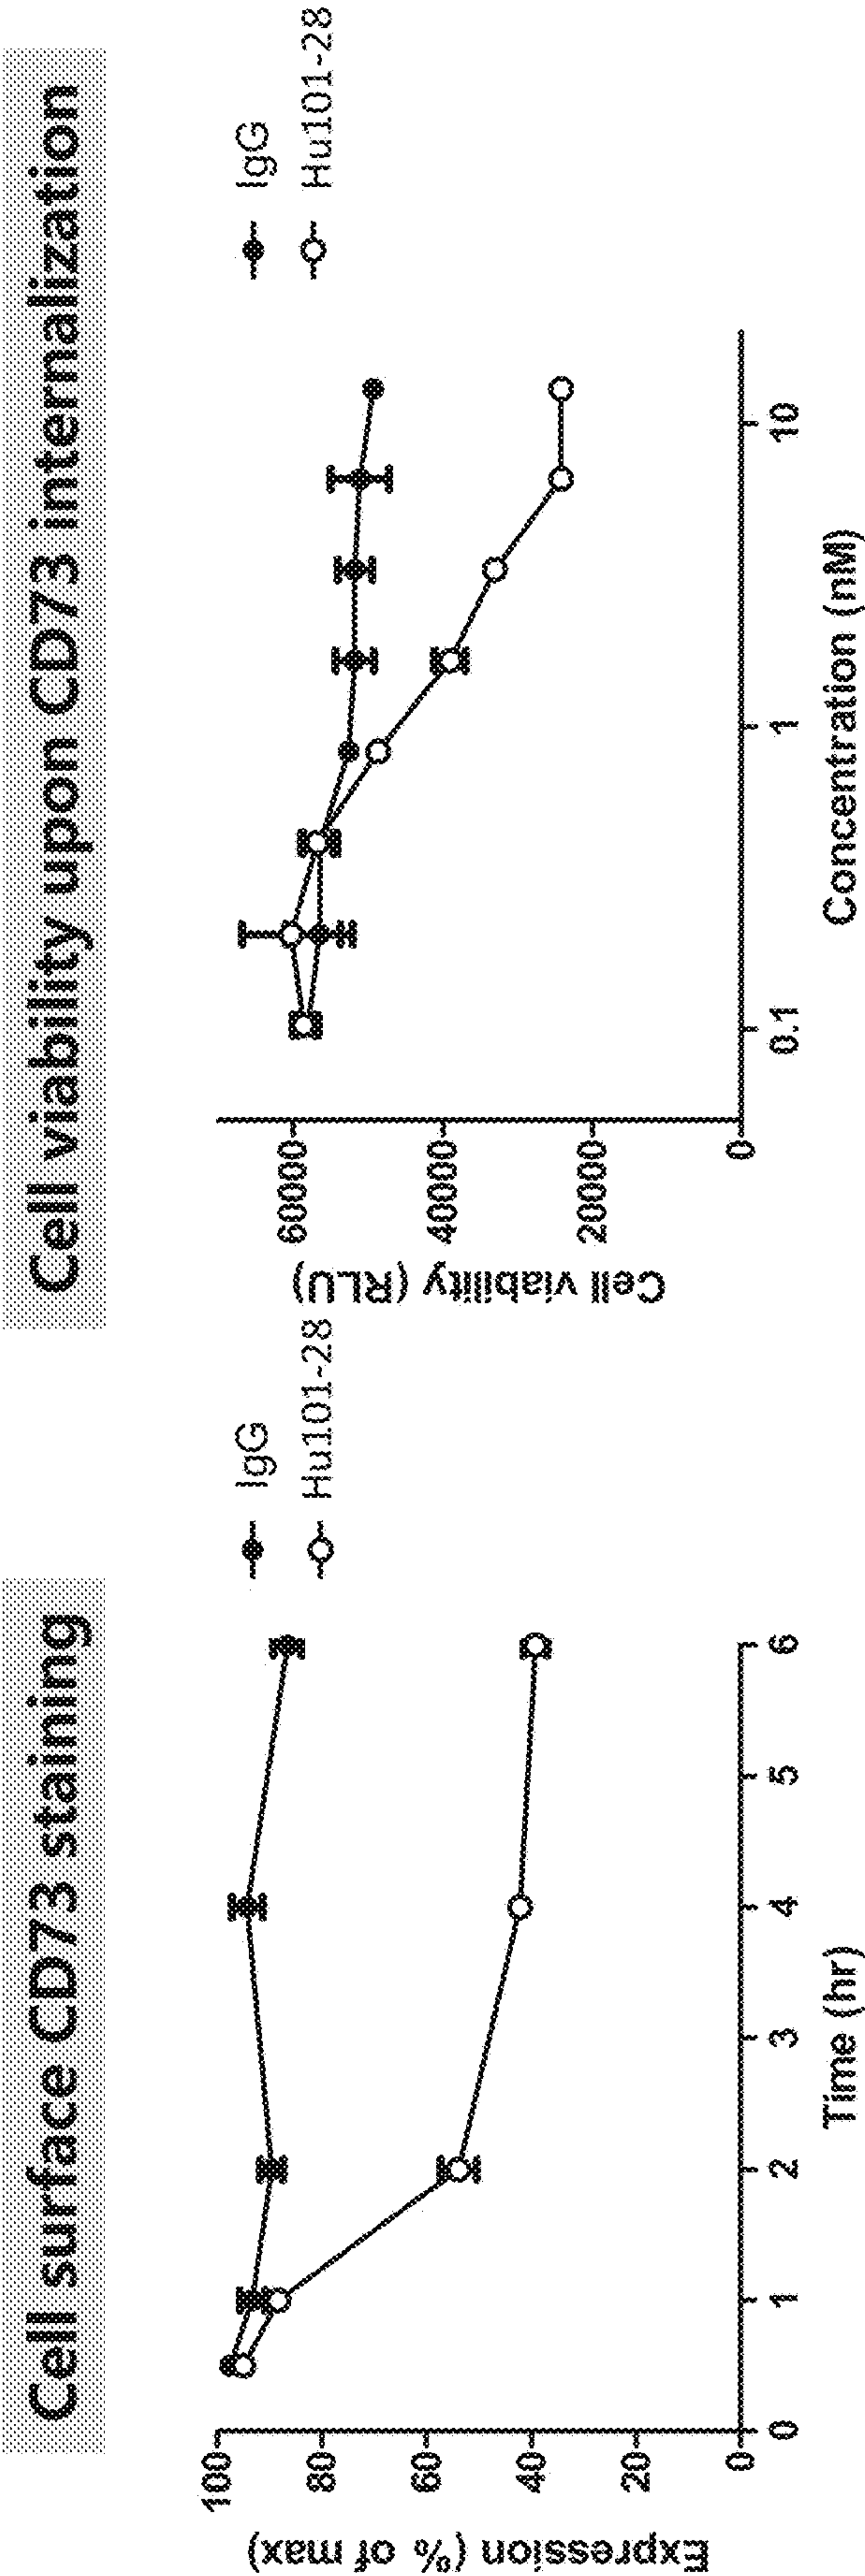 Cell surface CD73 staining
IgG
Hu101-28
Expression (% of max)
100
80
60
40
20
0
0 1 2 3 4 5 6
Time (hr)
Cell viability upon CD73 internalization
IgG
Hu101-28
Cell viability (RLU)
60000
40000
20000
0
0.1 1 10
Concentration (nM)